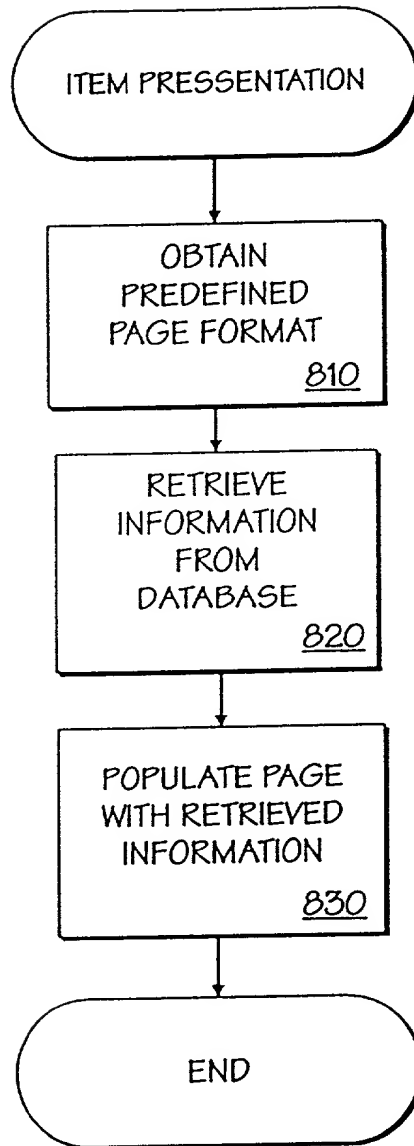 ITEM PRESSENTATION
OBTAIN
PREDEFINED
PAGE FORMAT
810
RETRIEVE
INFORMATION
FROM
DATABASE
820
POPULATE PAGE
WITH RETRIEVED
INFORMATION
830
END